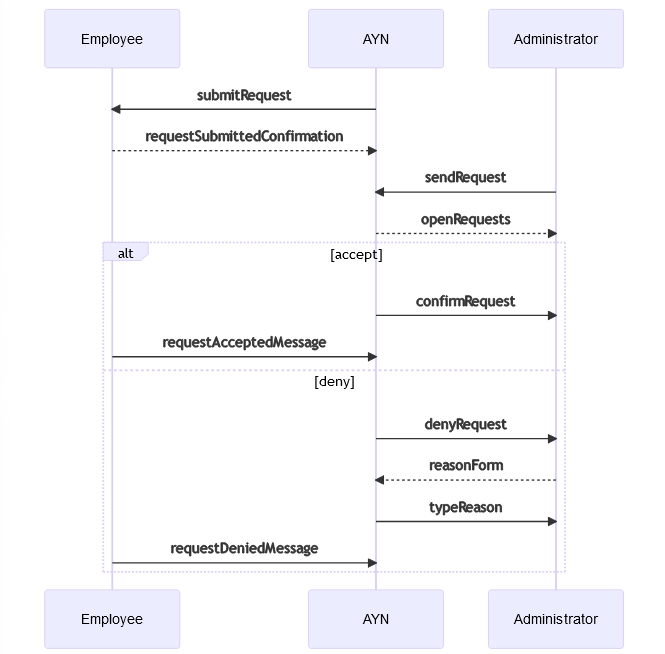 Employee
AYN
Administrator
submitRequest
requestSubmittedConfirmation
sendRequest
openRequests
alt
[accept]
confirmRequest
requestAcceptedMessage
[deny]
denyRequest
reasonForm
typeReason
requestDeniedMessage
Employee
AYN
Administrator